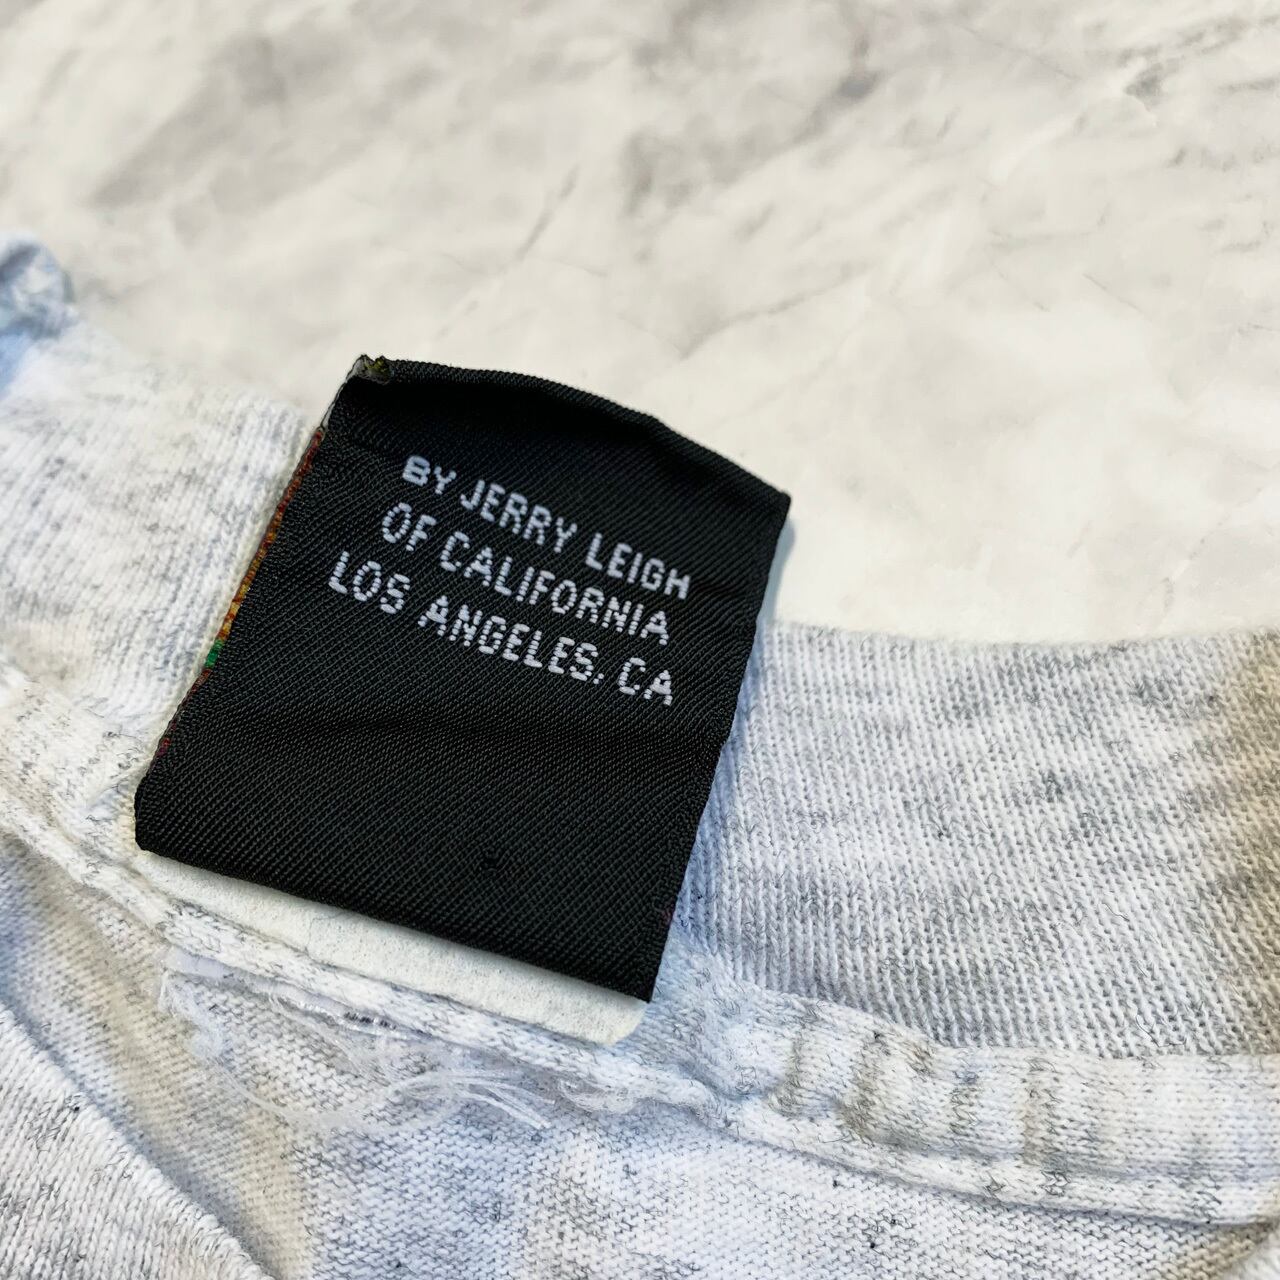 BY JERRY LEIGH
OF CALIFORNIA
LOS ANGELES, CA